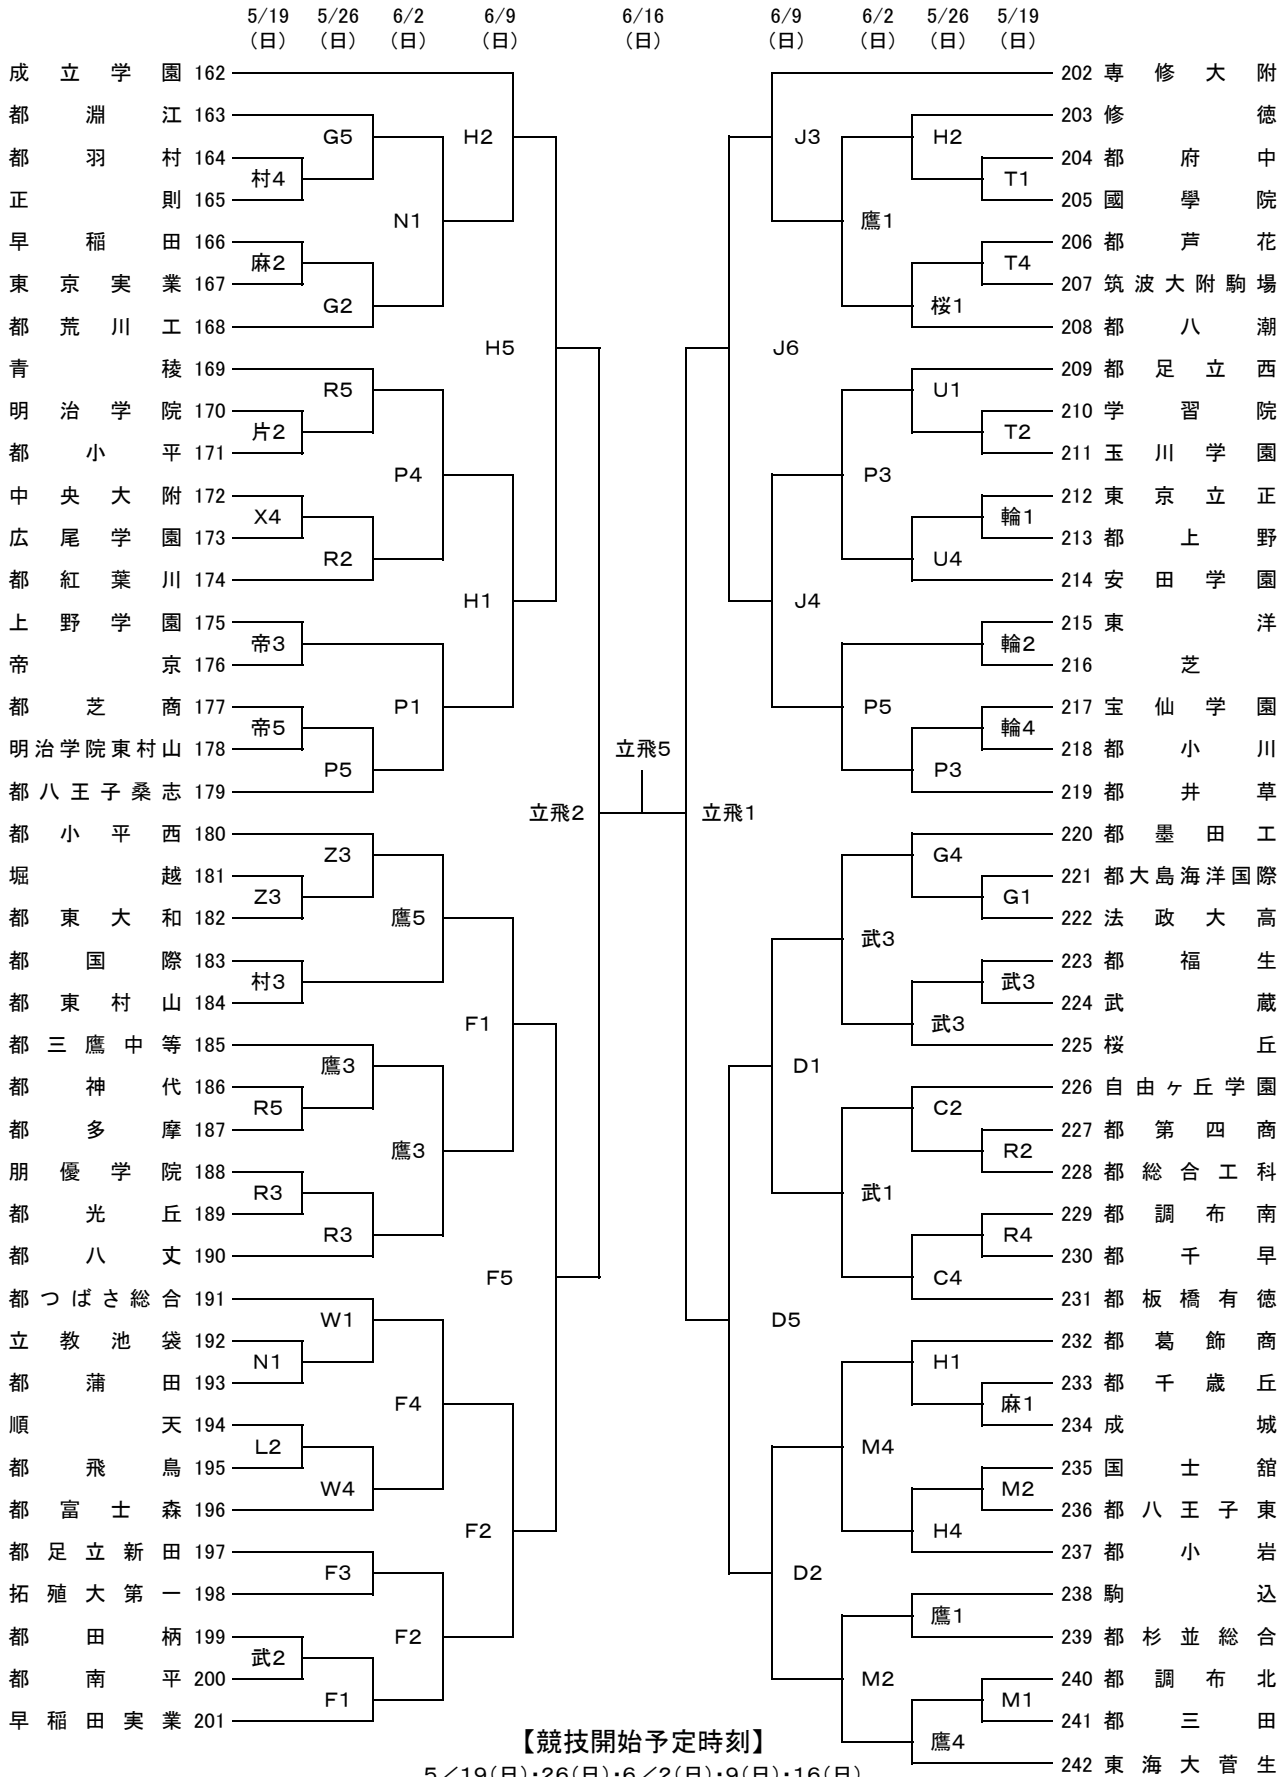 5/19 5/26 6/2 6/9 6/16 6/9 6/2 5/26 5/19
（日） （日） （日） （日） （日） （日） （日） （日） （日）
成立学園 162 202 専修大附
都淵江 163 203 修徳
G5 H2 J3 H2
都羽村 164 204 都府中
村4 T1
正則 165 205 國學院
N1 鷹1
早稲田 166 206 都芦花
麻2 T4
東京実業 167 207 筑波大附駒場
G2 桜1
都荒川工 168 208 都八潮
H5 J6
青稜 169 209 都足立西
R5 U1
明治学院 170 210 学習院
片2 T2
都小平 171 211 玉川学園
P4 P3
中央大附 172 212 東京立正
X4 輪1
広尾学園 173 213 都上野
R2 U4
都紅葉川 174 214 安田学園
H1 J4
上野学園 175 215 東洋
帝3 輪2
帝京 176 216 芝
都芝商 177 P1 P5 217 宝仙学園
帝5 輪4
明治学院東村山 178 立飛5 218 都小川
P5 P3
都八王子桑志 179 219 都井草
立飛2 立飛1
都小平西 180 220 都墨田工
Z3 G4
堀越 181 221 都大島海洋国際
Z3 G1
都東大和 182 鷹5 222 法政大高
武3
都国際 183 223 都福生
村3 武3
都東村山 184 224 武蔵
F1 武3
都三鷹中等 185 225 桜丘
鷹3 D1
都神代 186 226 自由ヶ丘学園
R5 C2
都多摩 187 227 都第四商
鷹3 R2
朋優学院 188 228 都総合工科
R3 武1
都光丘 189 229 都調布南
R3 R4
都八丈 190 230 都千早
F5 C4
都つばさ総合 191 231 都板橋有徳
W1 D5
立教池袋 192 232 都葛飾商
N1 H1
都蒲田 193 233 都千歳丘
F4 麻1
順天 194 234 成城
L2 M4
都飛鳥 195 235 国士舘
W4 M2
都富士森 196 236 都八王子東
F2 H4
都足立新田 197 237 都小岩
F3 D2
拓殖大第一 198 238 駒込
鷹1
都田柄 199 F2 239 都杉並総合
武2
都南平 200 M2 240 都調布北
F1 M1
早稲田実業 201 241 都三田
【競技開始予定時刻】 鷹4
242 東海大菅生
5／19(日)・26(日)・6／2(日)・9(日)・16(日)